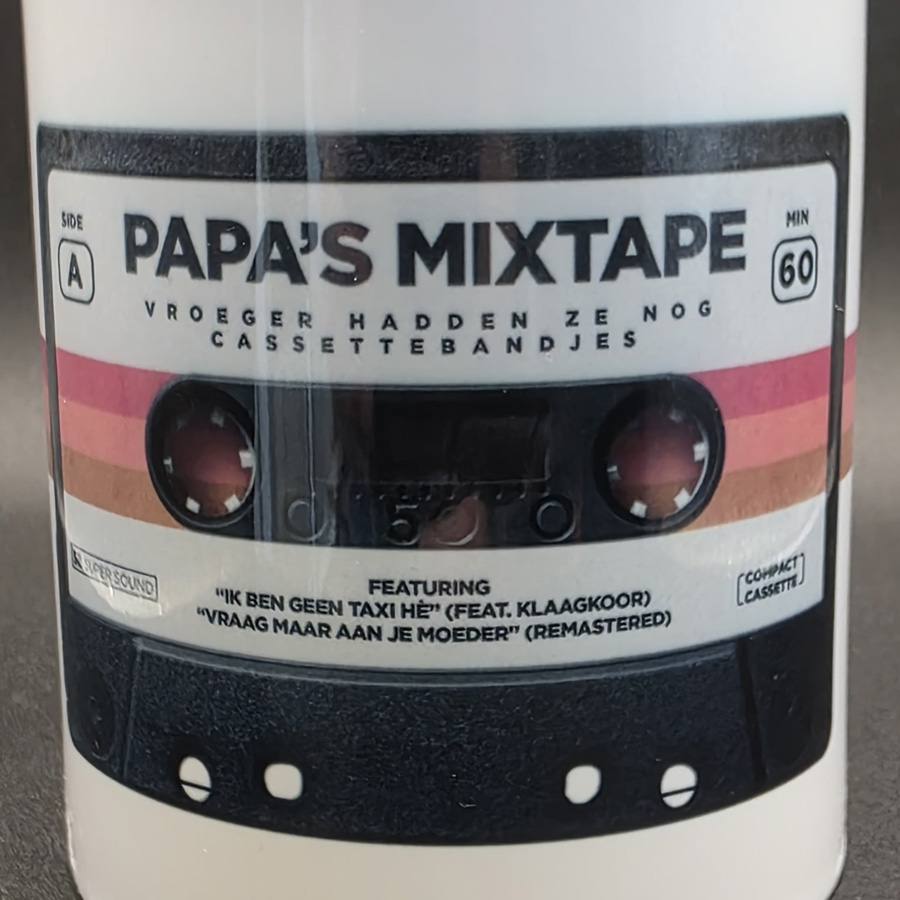 SIDE
A
PAPA'S MIXTAPE
MIN
60
VROEGER HADDEN ZE NOG
CASSETTEBANDJES
5
SUPER SOUND
COMPACT
CASSETTE
FEATURING
"IK BEN GEEN TAXI HÈ" (FEAT. KLAAGKOOR)
"VRAAG MAAR AAN JE MOEDER" (REMASTERED)